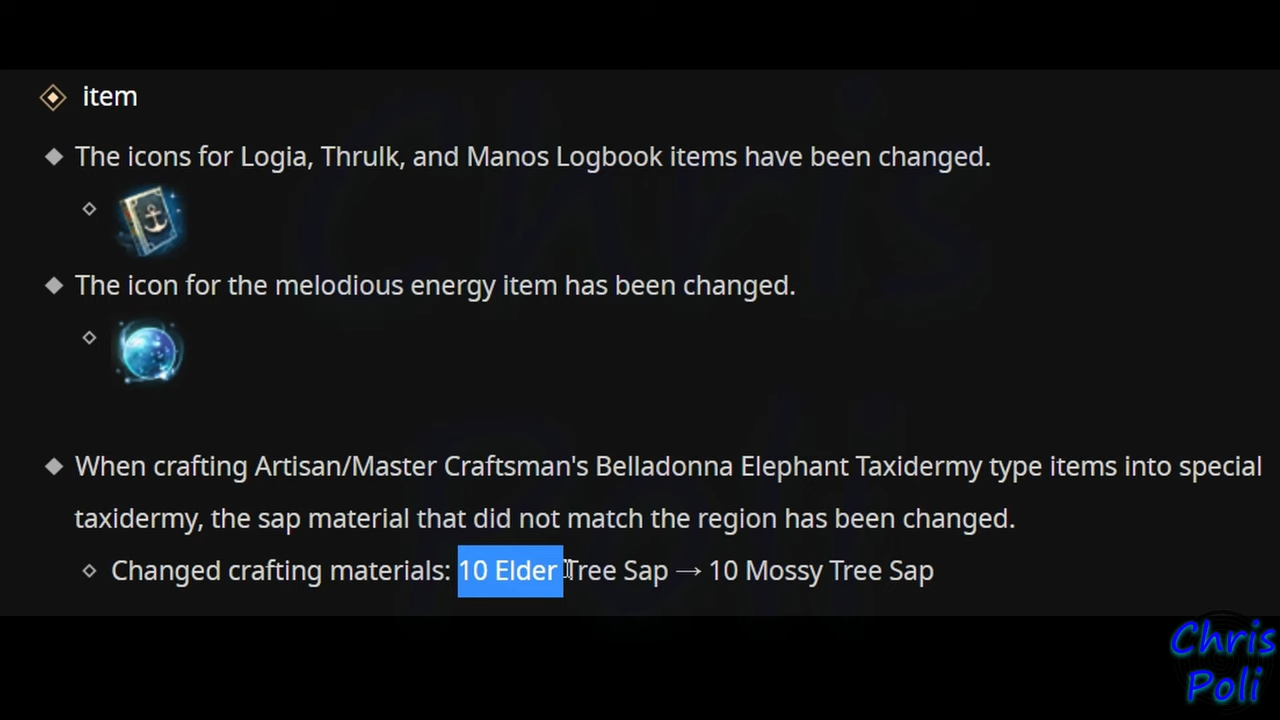 item
The icons for Logia, Thrulk, and Manos Logbook items have been changed.
The icon for the melodious energy item has been changed.
When crafting Artisan/Master Craftsman's Belladonna Elephant Taxidermy type items into special
taxidermy, the sap material that did not match the region has been changed.
Changed crafting materials: 10 Elder Tree Sap → 10 Mossy Tree Sap
Chris
Poli